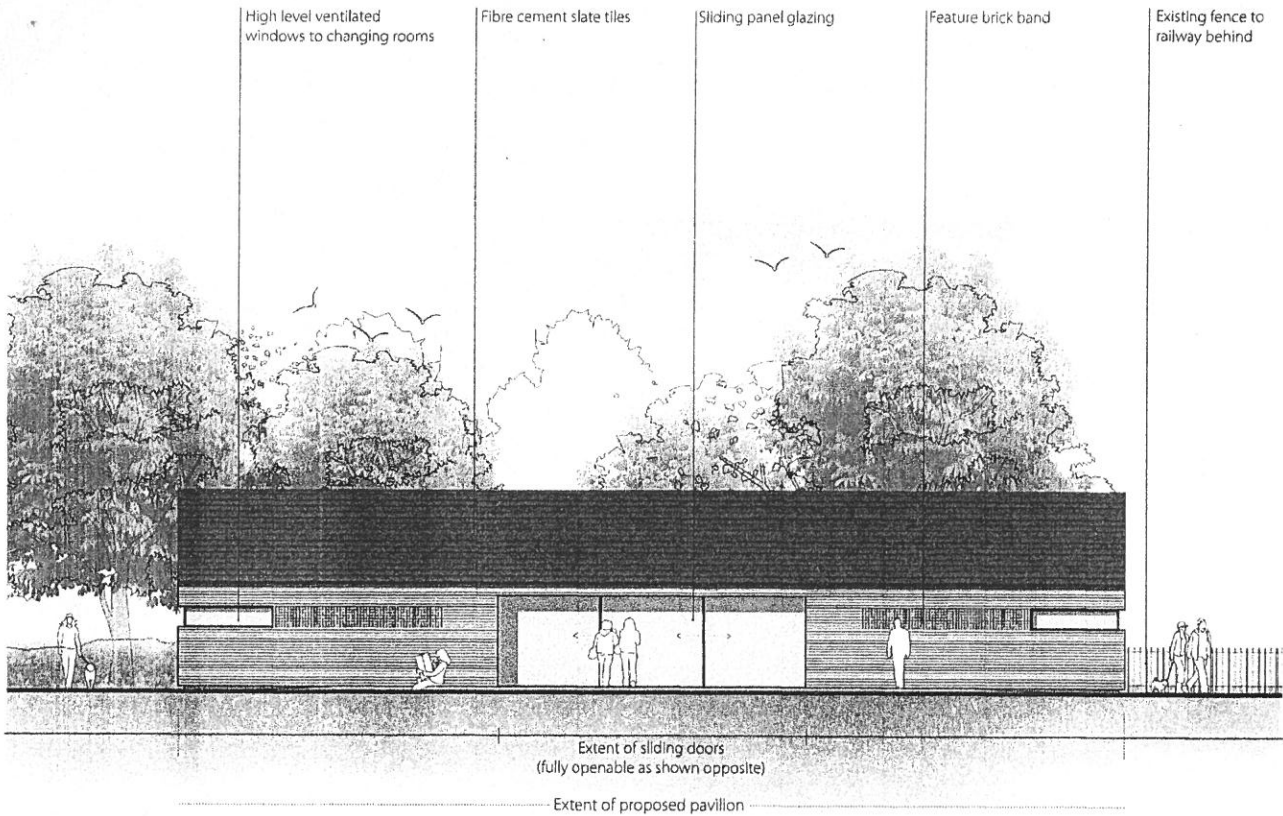 High level ventilated
windows to changing rooms
Fibre cement slate tiles
Sliding panel glazing
Feature brick band
Existing fence to
railway behind
Extent of sliding doors
(fully openable as shown opposite)
Extent of proposed pavilion